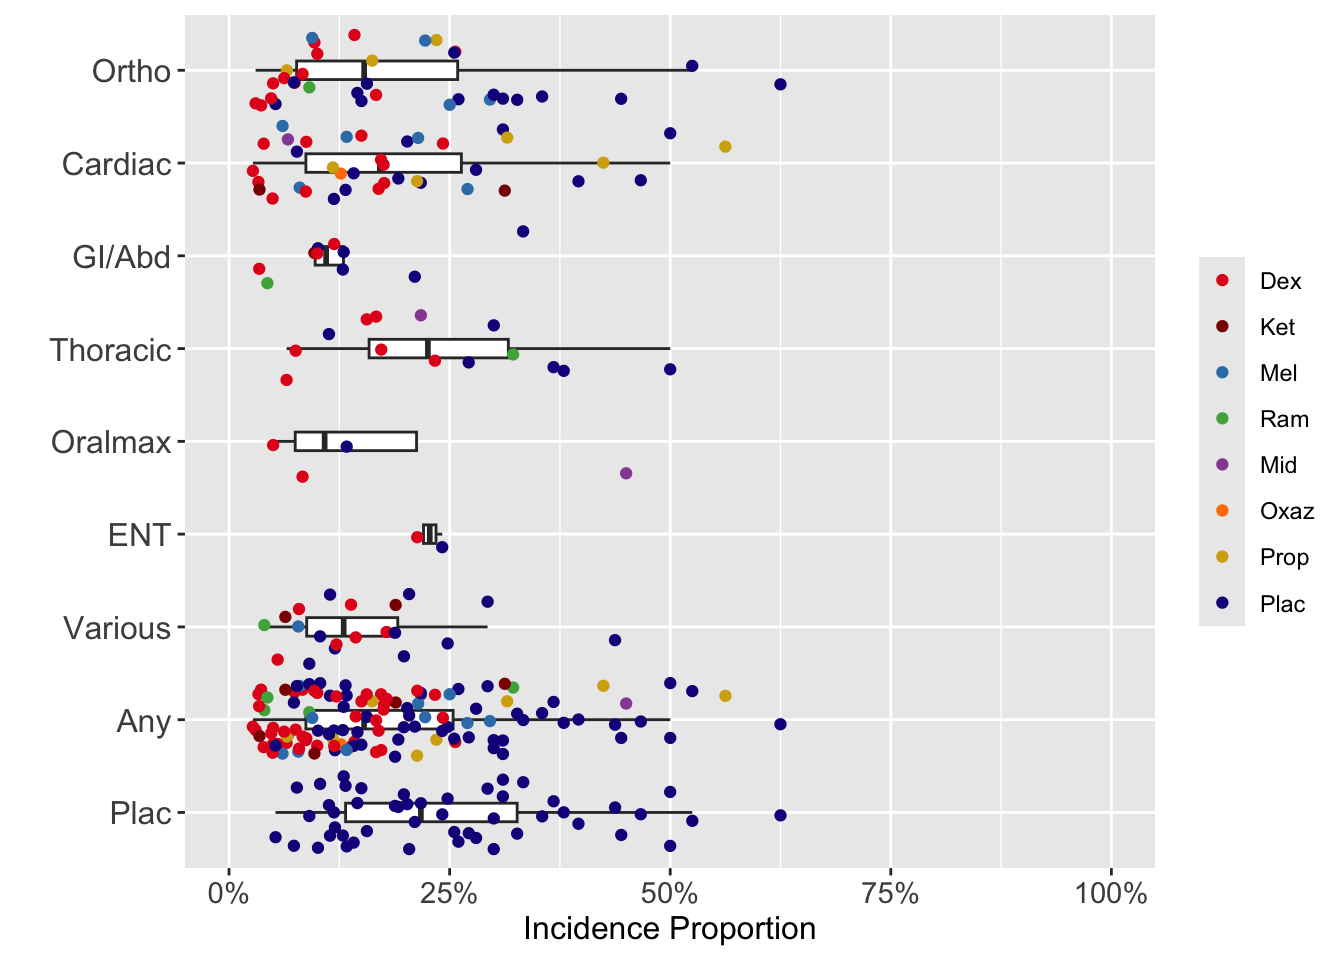 Ortho
Cardiac
GI/Abd
Thoracic
Oralmax
ENT
Various
Any
Plac
0%
25%
50%
75%
100%
Incidence Proportion
Dex
Ket
Mel
Ram
Mid
Oxaz
Prop
Plac